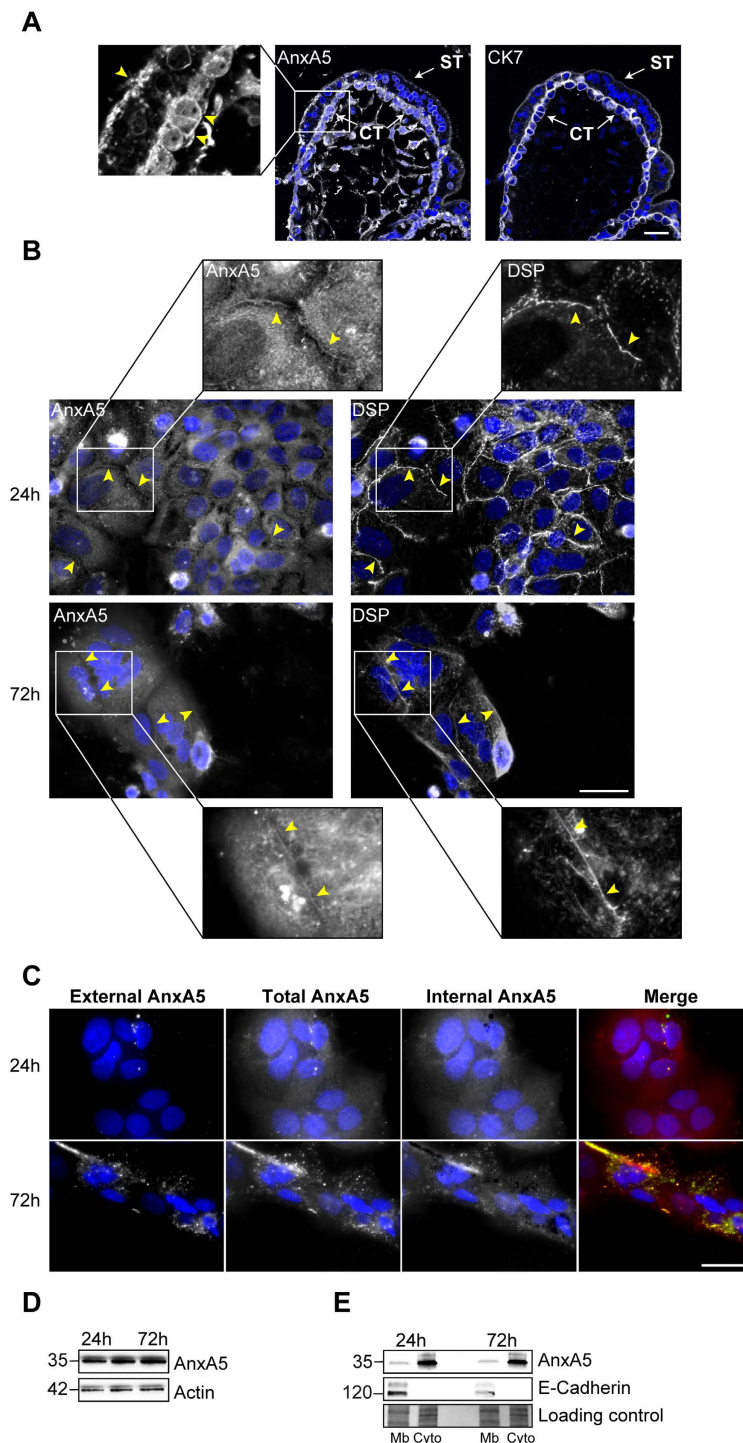 A
AnxA5 ST CK7 ST
CT CT
B
AnxA5 DSP
AnxA5 DSP
24h
AnxA5 DSP
72h
C
External AnxA5 Total AnxA5 Internal AnxA5 Merge
24h
72h
D E
24h 72h 24h 72h
35 AnxA5 35 AnxA5
42 Actin 120 E-Cadherin
Loading control
Mb Cyto Mb Cyto